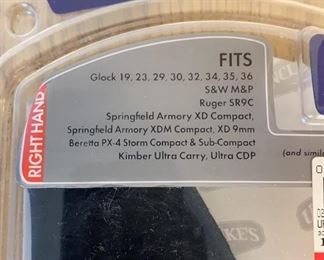 FITS
Glock 19, 23, 29, 30, 32, 34, 35, 36
S&W M&P
Ruger SR9C
Springfield Armory XD Compact,
Springfield Armory XDM Compact, XD 9mm
Beretta PX-4 Storm Compact & Sub-Compact
Kimber Ultra Carry, Ultra CDP
RIGHT HAND
(and simila